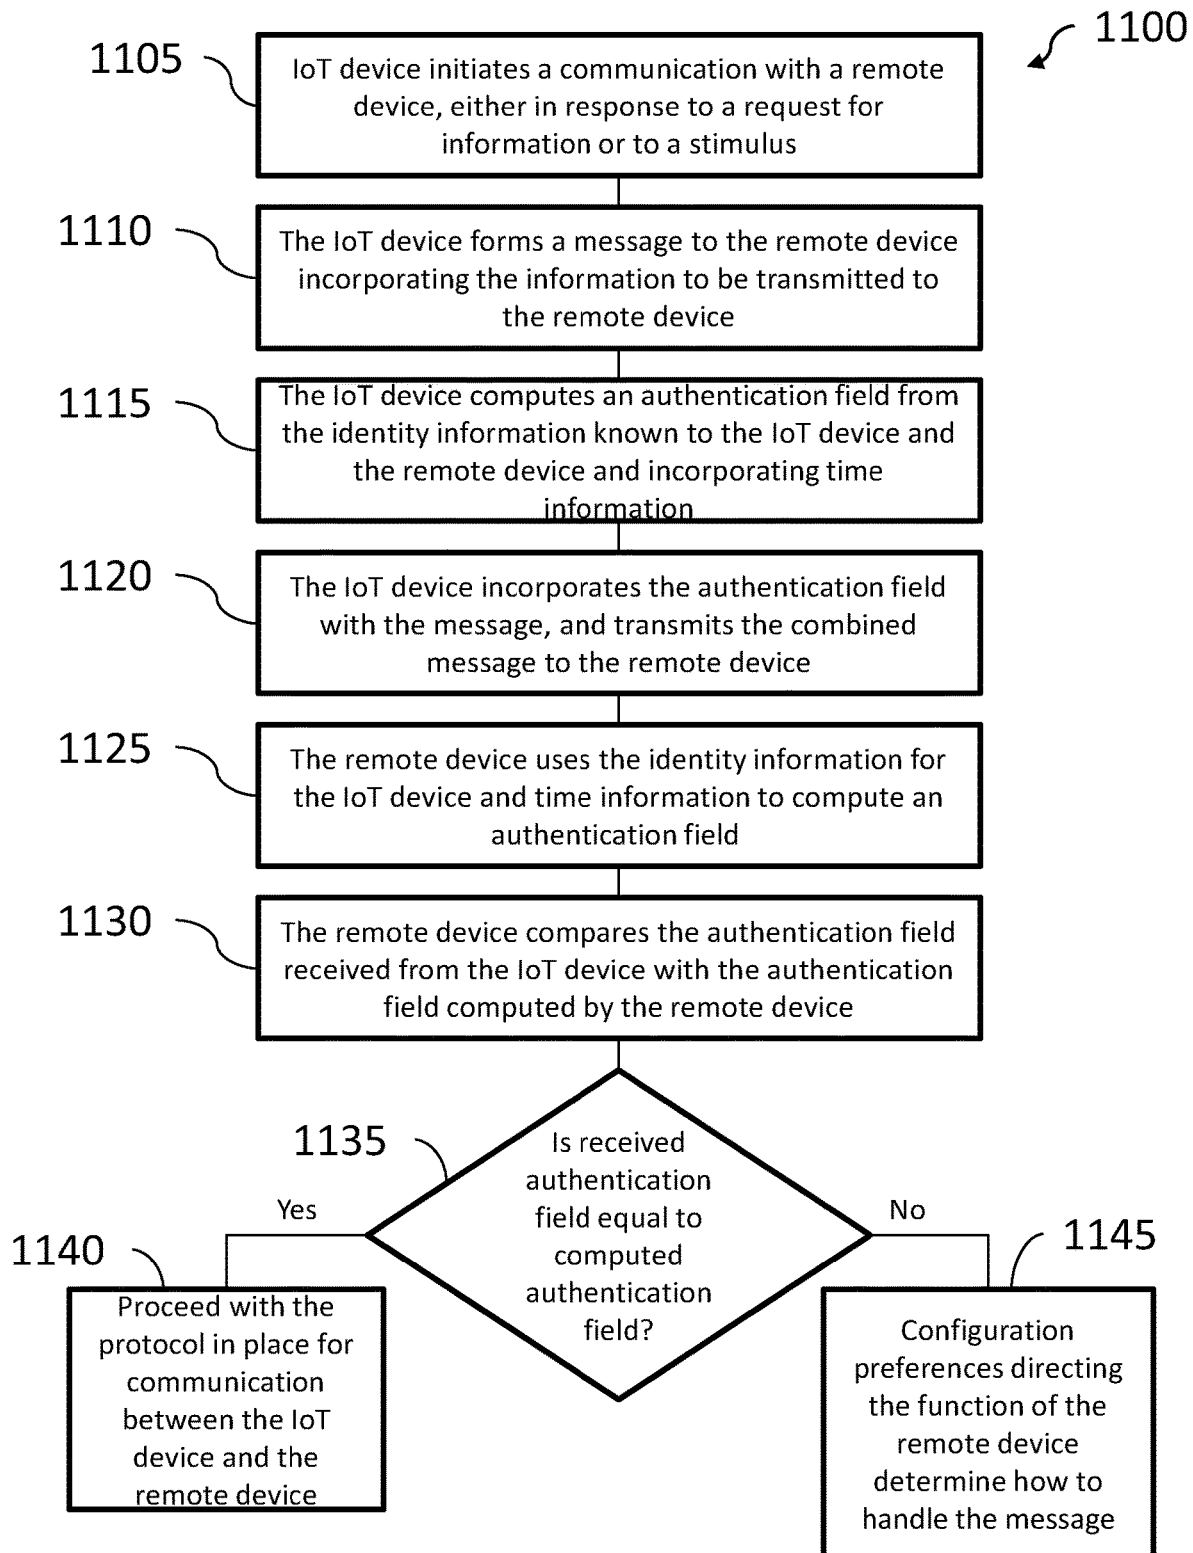 1100
1105
IoT device initiates a communication with a remote
device, either in response to a request for
information or to a stimulus
1110
The IoT device forms a message to the remote device
incorporating the information to be transmitted to
the remote device
1115
The IoT device computes an authentication field from
the identity information known to the IoT device and
the remote device and incorporating time
information
1120
The IoT device incorporates the authentication field
with the message, and transmits the combined
message to the remote device
1125
The remote device uses the identity information for
the IoT device and time information to compute an
authentication field
1130
The remote device compares the authentication field
received from the IoT device with the authentication
field computed by the remote device
1135
Is received
authentication
field equal to
computed
authentication
field?
Yes
No
1140
Proceed with the
protocol in place for
communication
between the IoT
device and the
remote device
1145
Configuration
preferences directing
the function of the
remote device
determine how to
handle the message